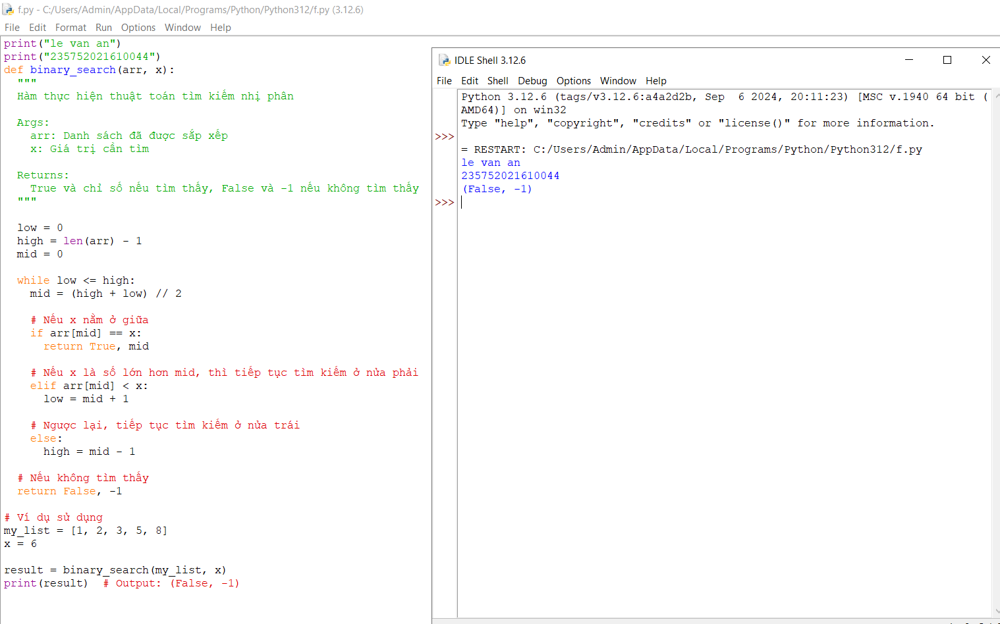 f.py - C:/Users/Admin/AppData/Local/Programs/Python/Python312/f.py (3.12.6)
File Edit Format Run Options Window Help
print("le van an")
print("235752021610044")
def binary_search(arr, x):
  """
  Hàm thực hiện thuật toán tìm kiếm nhị phân
  Args:
    arr: Danh sách đã được sắp xếp
    x: Giá trị cần tìm
  Returns:
    True và chỉ số nếu tìm thấy, False và -1 nếu không tìm thấy
  """
  low = 0
  high = len(arr) - 1
  mid = 0
  while low <= high:
    mid = (high + low) // 2
    # Nếu x nằm ở giữa
    if arr[mid] == x:
      return True, mid
    # Nếu x là số lớn hơn mid, thì tiếp tục tìm kiếm ở nửa phải
    elif arr[mid] < x:
      low = mid + 1
    # Ngược lại, tiếp tục tìm kiếm ở nửa trái
    else:
      high = mid - 1
  # Nếu không tìm thấy
  return False, -1
# Ví dụ sử dụng
my_list = [1, 2, 3, 5, 8]
x = 6
result = binary_search(my_list, x)
print(result)  # Output: (False, -1)
IDLE Shell 3.12.6
File Edit Shell Debug Options Window Help
Python 3.12.6 (tags/v3.12.6:a4a2d2b, Sep  6 2024, 20:11:23) [MSC v.1940 64 bit (
AMD64)] on win32
Type "help", "copyright", "credits" or "license()" for more information.
>>>
= RESTART: C:/Users/Admin/AppData/Local/Programs/Python/Python312/f.py
le van an
235752021610044
(False, -1)
>>>